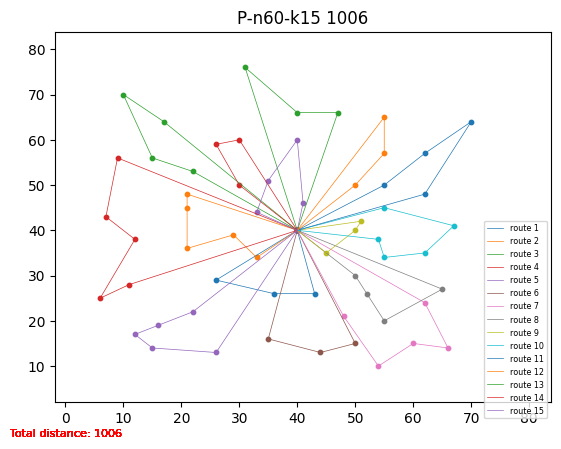 P-n60-k15 1006
80
70
60
50
40
30
20
10
0 10 20 30 40 50 60 70 80
route 1
route 2
route 3
route 4
route 5
route 6
route 7
route 8
route 9
route 10
route 11
route 12
route 13
route 14
route 15
Total distance: 1006